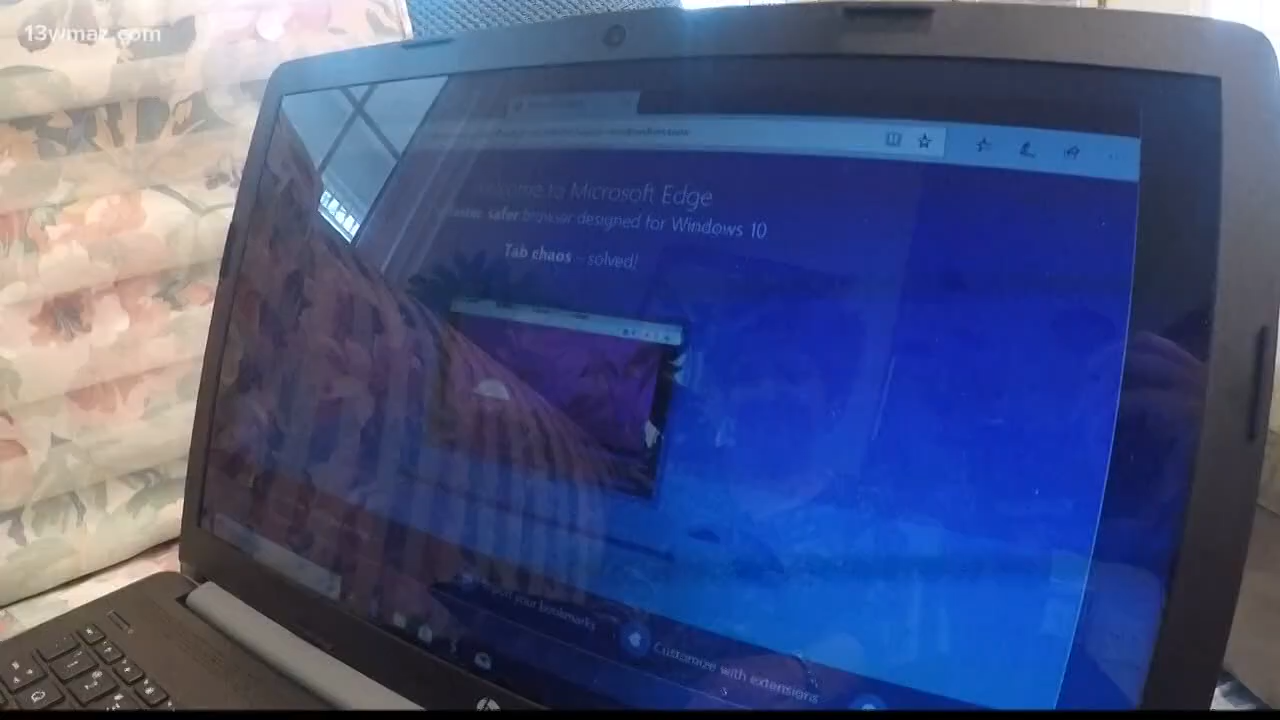 13wmaz.com
to Microsoft Edge
safer browser designed for Windows 10
Tab chaos – solved!
your bookmarks
Customize with extensions
hp